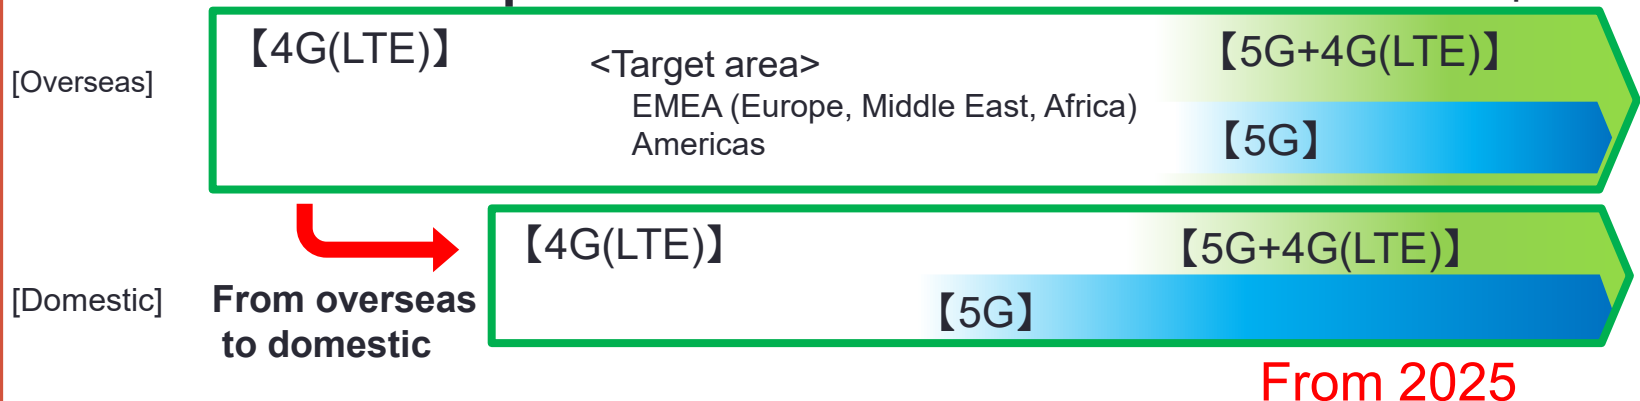 【4G(LTE)】
【5G+4G(LTE)】
[Overseas]
<Target area>
EMEA (Europe, Middle East, Africa)
Americas
【5G】
【4G(LTE)】
【5G+4G(LTE)】
[Domestic]
From overseas
to domestic
【5G】
From 2025